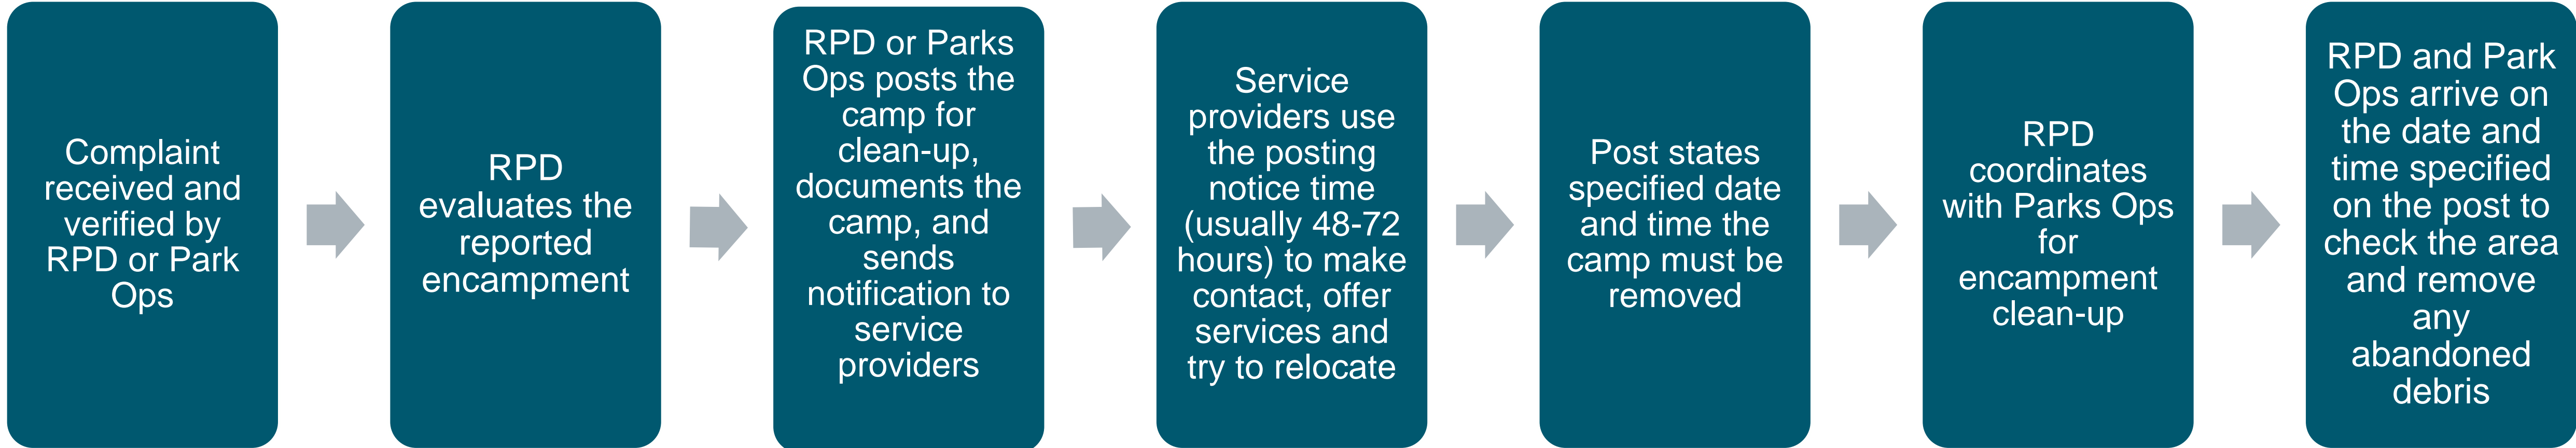 Complaint
received and
verified by
RPD or Park
Ops
RPD
evaluates the
reported
encampment
RPD or Parks
Ops posts the
camp for
clean-up,
documents the
camp, and
sends
notification to
service
providers
Service
providers use
the posting
notice time
(usually 48-72
hours) to make
contact, offer
services and
try to relocate
Post states
specified date
and time the
camp must be
removed
RPD
coordinates
with Parks Ops
for
encampment
clean-up
RPD and Park
Ops arrive on
the date and
time specified
on the post to
check the area
and remove
any
abandoned
debris